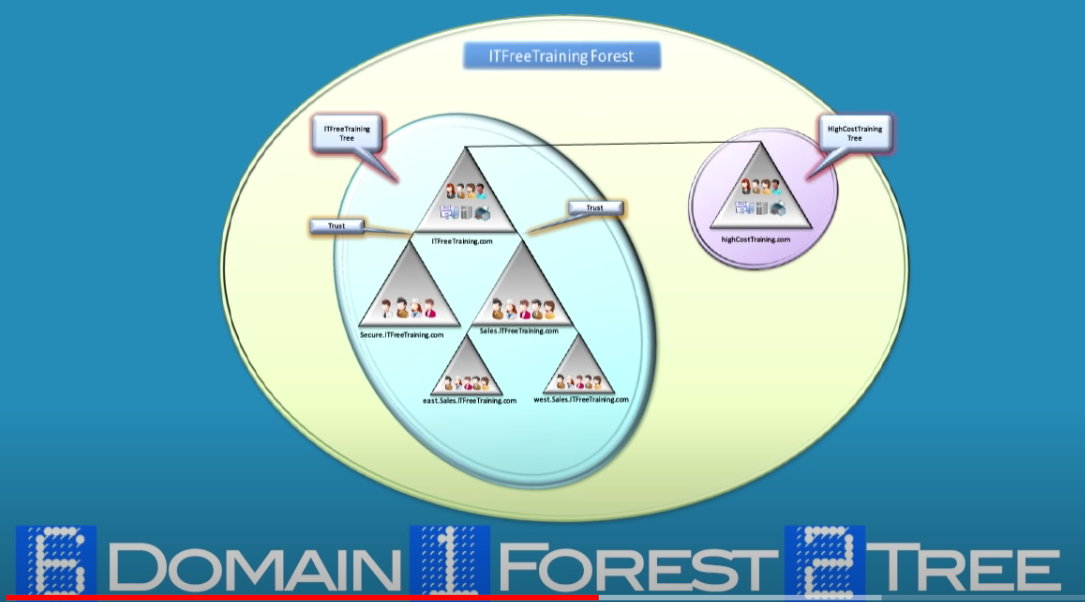 ITFreeTraining Forest
ITFreeTraining
Tree
HighCostTraining
Tree
Trust
Trust
ITFreeTraining.com
highCostTraining.com
Secure.ITFreeTraining.com
Sales.ITFreeTraining.com
east.Sales.ITFreeTraining.com
west.Sales.ITFreeTraining.com
6 DOMAIN 1 FOREST 2 TREE